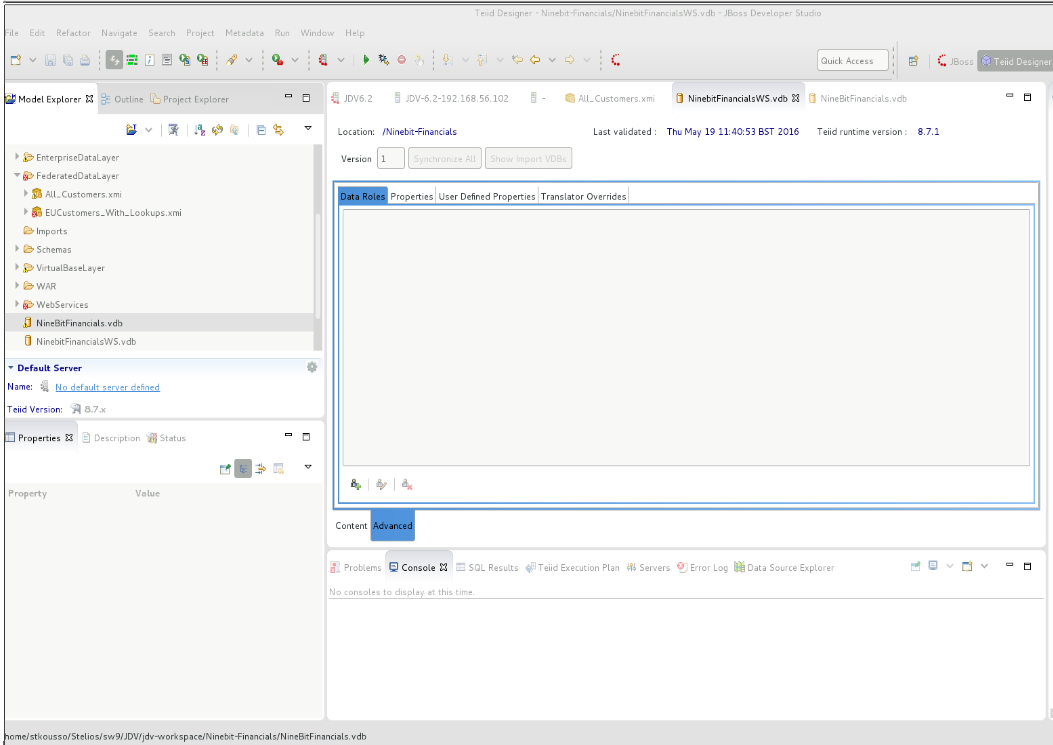 Teiid Designer - Ninebit-Financials/NinebitFinancialsWS.vdb - JBoss Developer Studio
File Edit Refactor Navigate Search Project Metadata Run Window Help
Quick Access JBoss Teiid Designer
Model Explorer Outline Project Explorer
EnterpriseDataLayer
FederatedDataLayer
All_Customers.xmi
EUCustomers_With_Lookups.xmi
Imports
Schemas
VirtualBaseLayer
WAR
WebServices
NineBitFinancials.vdb
NinebitFinancialsWS.vdb
Default Server
Name: No default server defined
Teiid Version: 8.7.x
Properties Description Status
Property Value
JDV6.2 JDV-6.2-192.168.56.102 - All_Customers.xmi NinebitFinancialsWS.vdb NineBitFinancials.vdb
Location: /Ninebit-Financials Last validated : Thu May 19 11:40:53 BST 2016 Teiid runtime version : 8.7.1
Version 1 Synchronize All Show Import VDBs
Data Roles Properties User Defined Properties Translator Overrides
Content Advanced
Problems Console SQL Results Teiid Execution Plan Servers Error Log Data Source Explorer
No consoles to display at this time.
home/stkousso/Stelios/sw9/JDV/jdv-workspace/Ninebit-Financials/NineBitFinancials.vdb